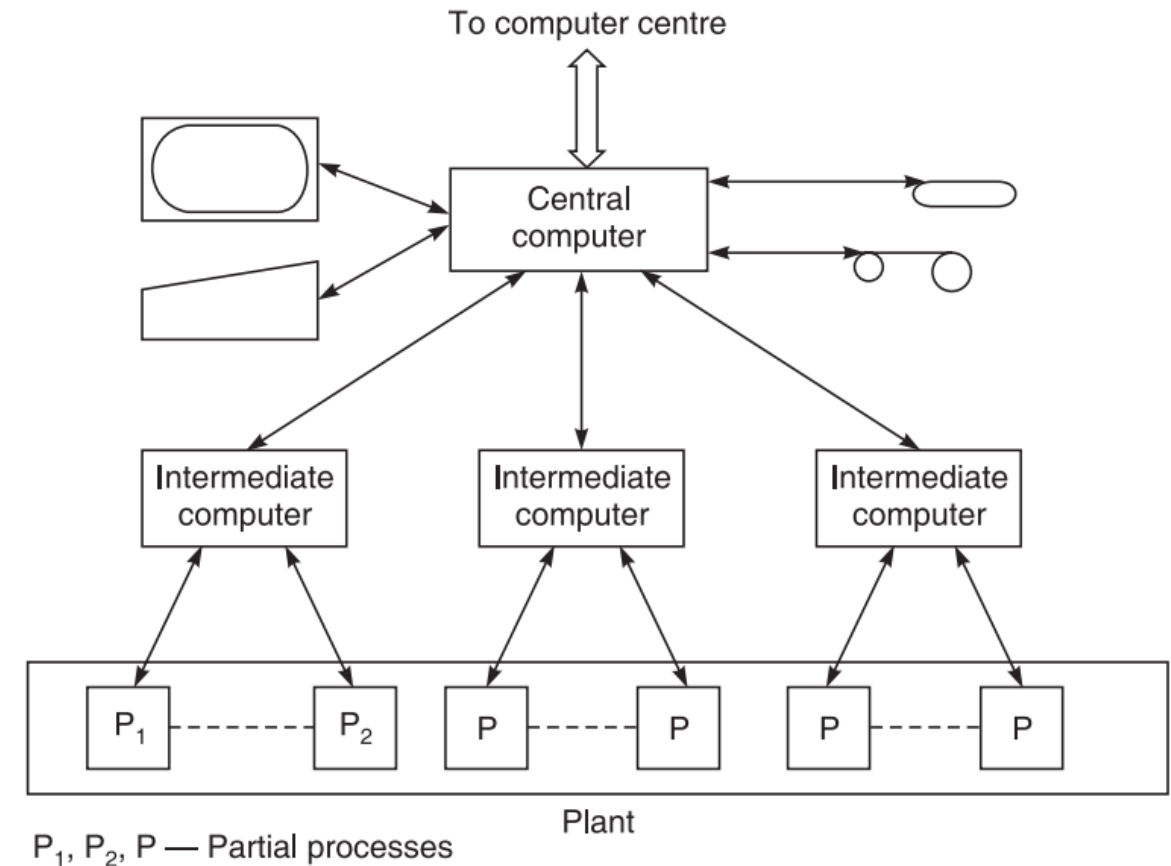 To computer centre
Central
computer
Intermediate
computer
Intermediate
computer
Intermediate
computer
P₁
P₂
P
P
P
P
Plant
P₁, P₂, P — Partial processes